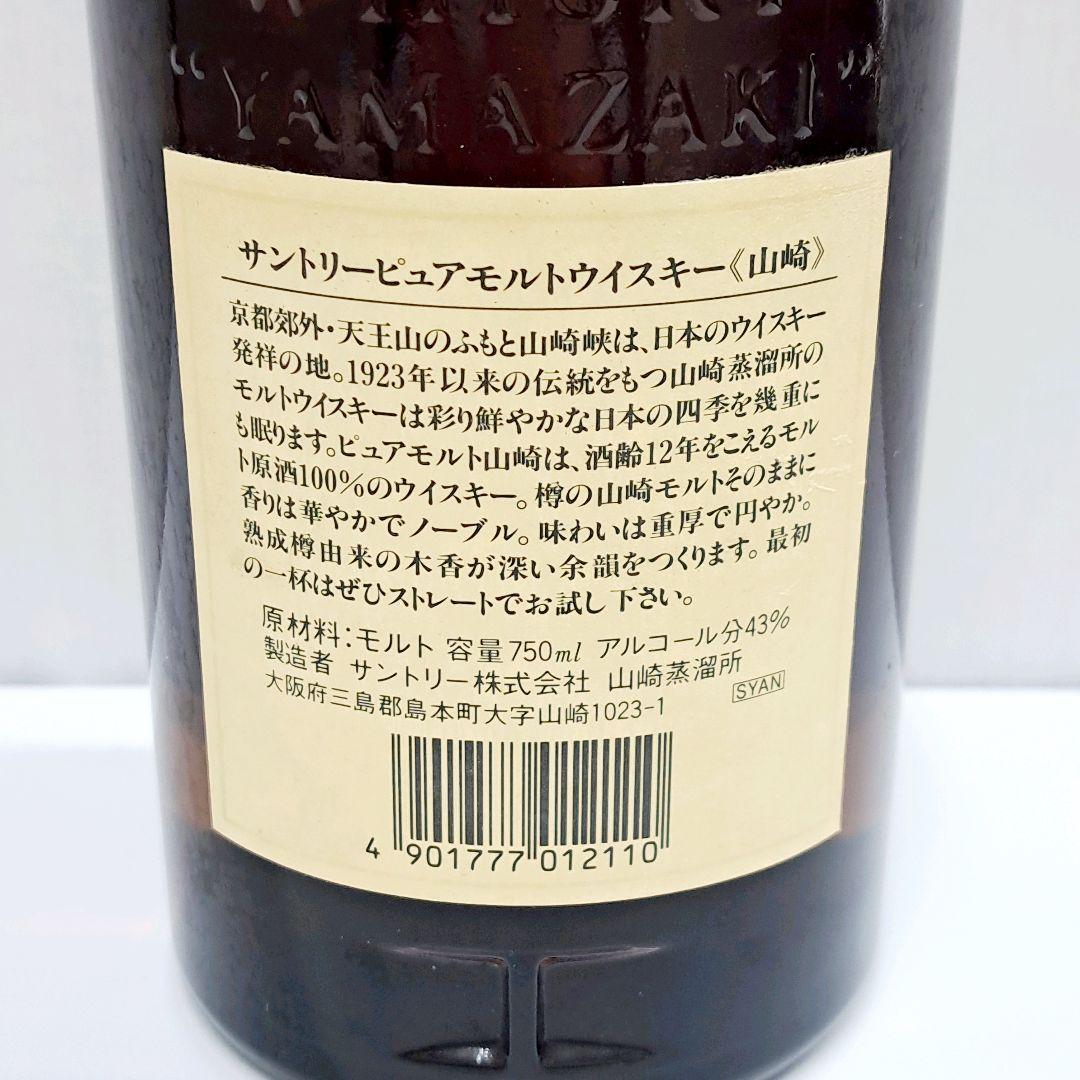 “YAMAZAKI”
サントリーピュアモルトウイスキー《山崎》
京都郊外・天王山のふもと山崎峡は、日本のウイスキー
発祥の地。1923年以来の伝統をもつ山崎蒸溜所の
モルトウイスキーは彩り鮮やかな日本の四季を幾重に
も眠ります。ピュアモルト山崎は、酒齢12年をこえるモル
ト原酒100%のウイスキー。樽の山崎モルトそのままに
香りは華やかでノーブル。味わいは重厚で円やか。
熟成樽由来の木香が深い余韻をつくります。最初
の一杯はぜひストレートでお試し下さい。
原材料:モルト 容量750ml アルコール分43%
製造者 サントリー株式会社 山崎蒸溜所
大阪府三島郡島本町大字山崎1023-1 SYAN
4 901777 012110